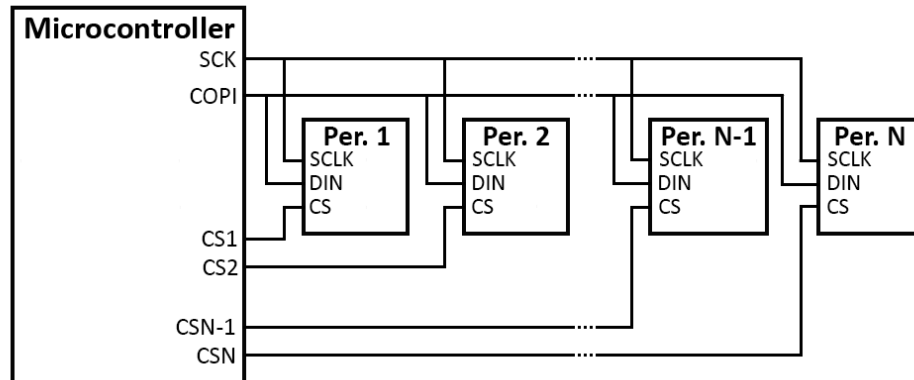 Microcontroller
SCK
COPI
CS1
CS2
CSN-1
CSN
Per. 1
SCLK
DIN
CS
Per. 2
SCLK
DIN
CS
Per. N-1
SCLK
DIN
CS
Per. N
SCLK
DIN
CS